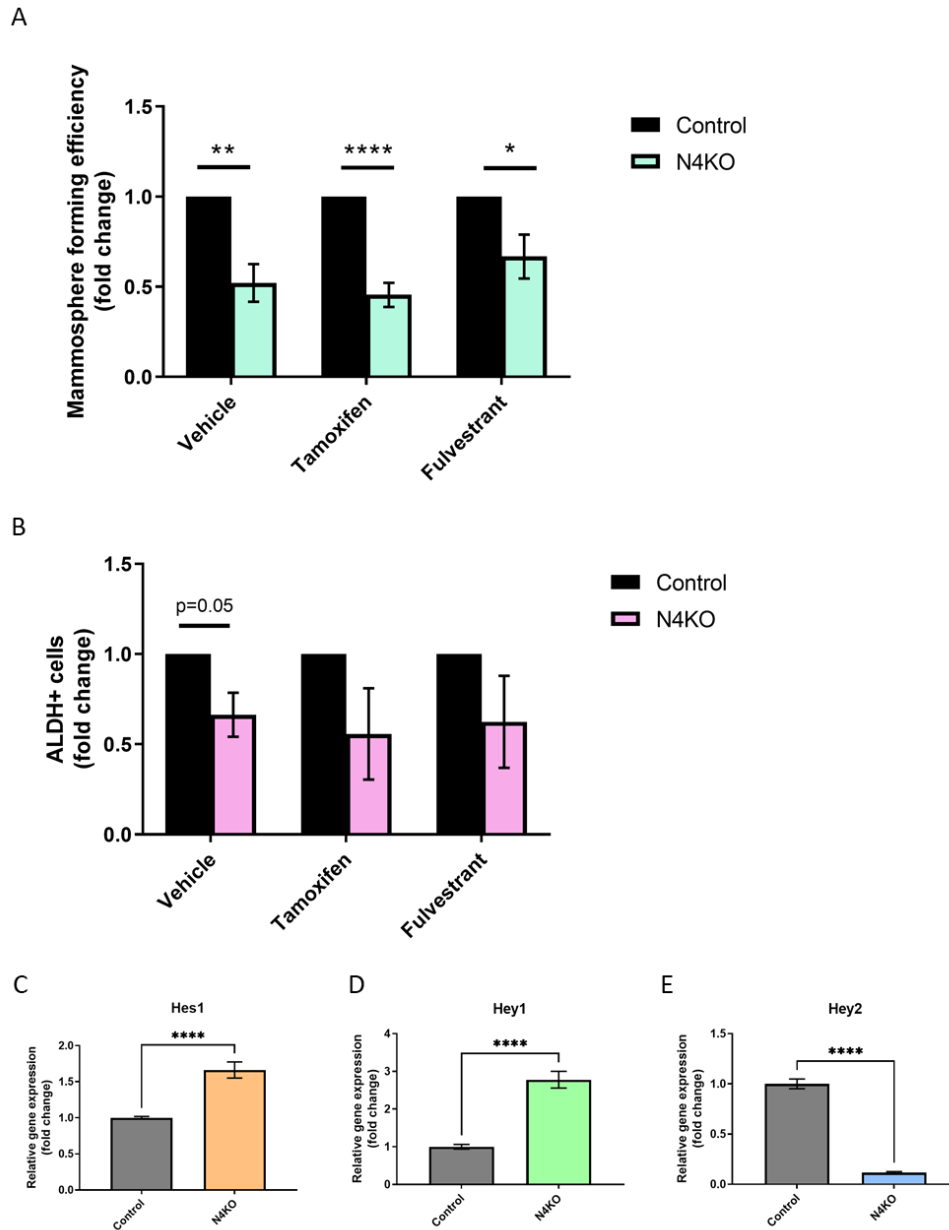 A
Mammosphere forming efficiency
(fold change)
1.5
1.0
0.5
0.0
** **** *
Control
N4KO
Vehicle
Tamoxifen
Fulvestrant
B
ALDH+ cells
(fold change)
1.5
1.0
0.5
0.0
p=0.05
Control
N4KO
Vehicle
Tamoxifen
Fulvestrant
C
Hes1
Relative gene expression
(fold change)
2.0
1.5
1.0
0.5
0.0
****
Control
N4KO
D
Hey1
Relative gene expression
(fold change)
4
3
2
1
0
****
Control
N4KO
E
Hey2
Relative gene expression
(fold change)
1.5
1.0
0.5
0.0
****
Control
N4KO